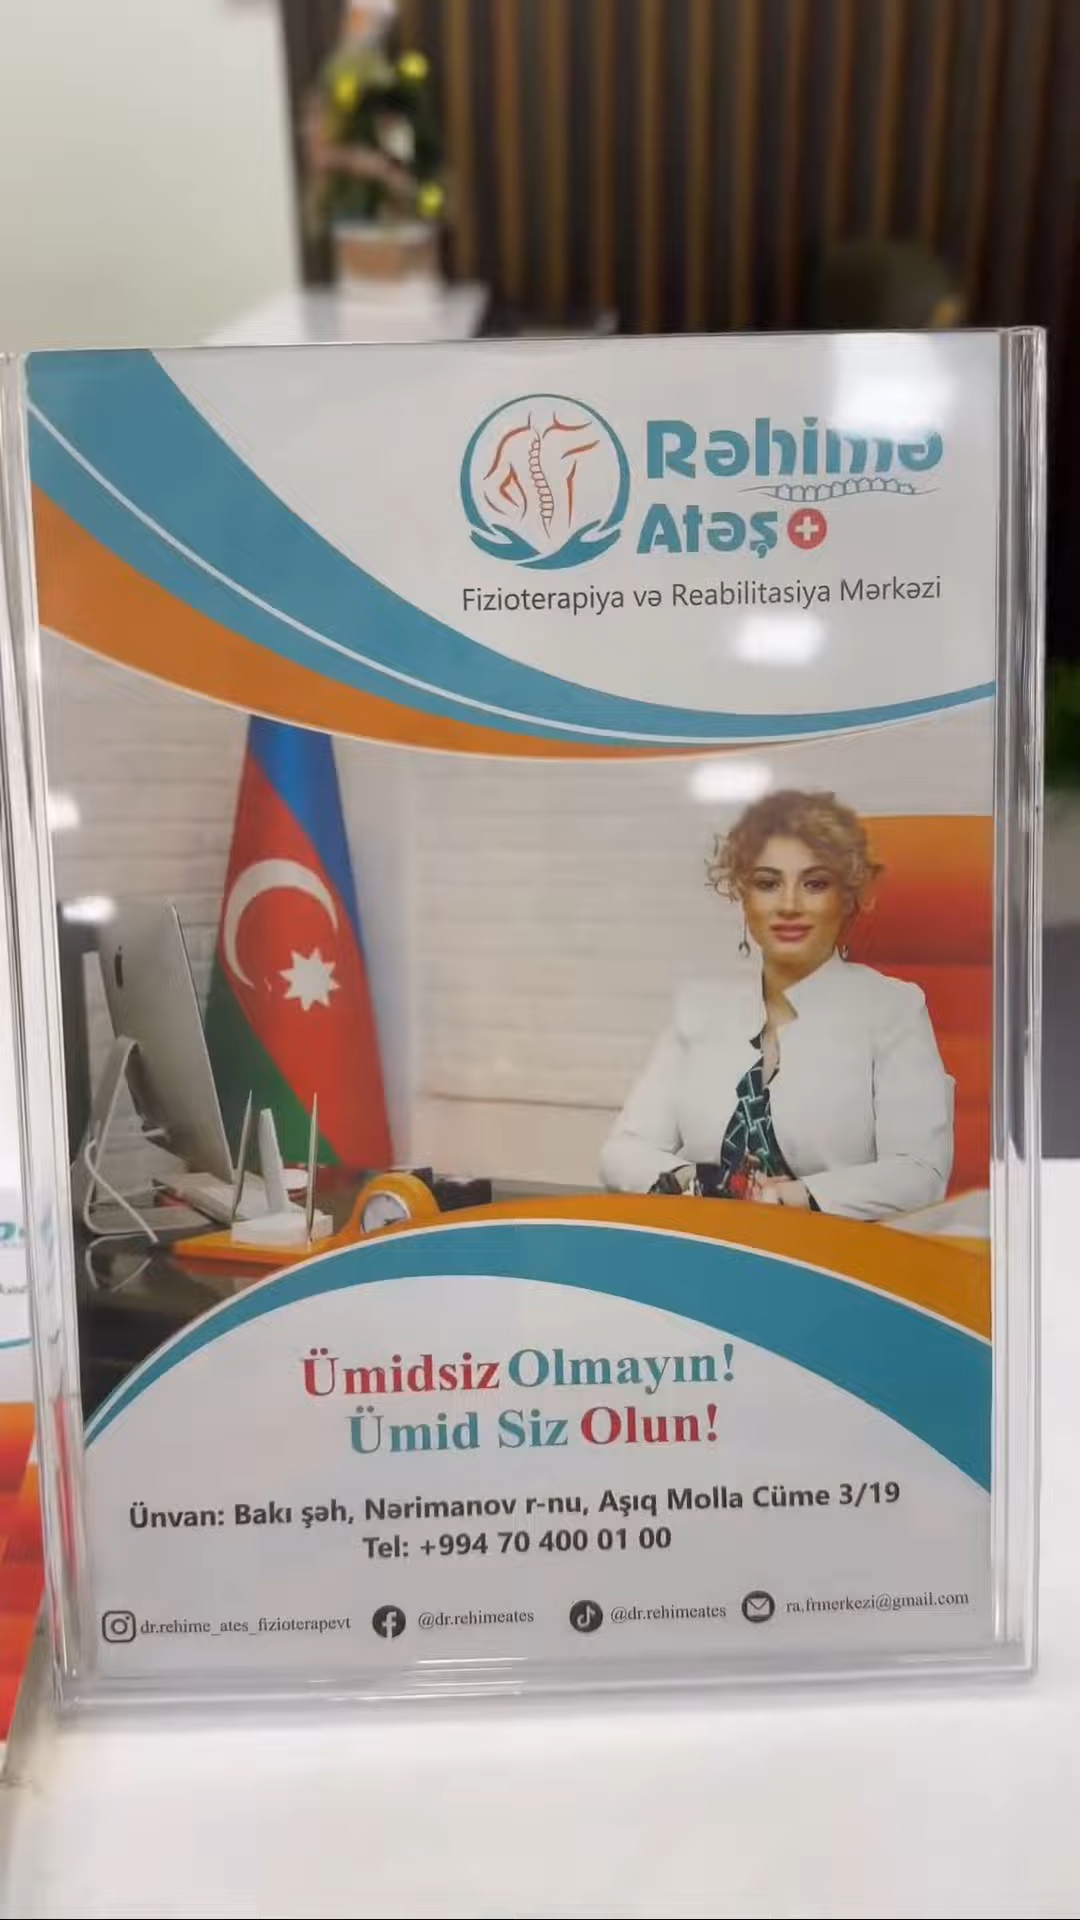 Rəhimə
Atəş
Fizioterapiya və Reabilitasiya Mərkəzi
Ümidsiz Olmayın!
Ümid Siz Olun!
Ünvan: Bakı şəh, Nərimanov r-nu, Aşıq Molla Cüme 3/19
Tel: +994 70 400 01 00
dr.rehime_ates_fizioterapevt @dr.rehimeates @dr.rehimeates ra.frmerkezi@gmail.com